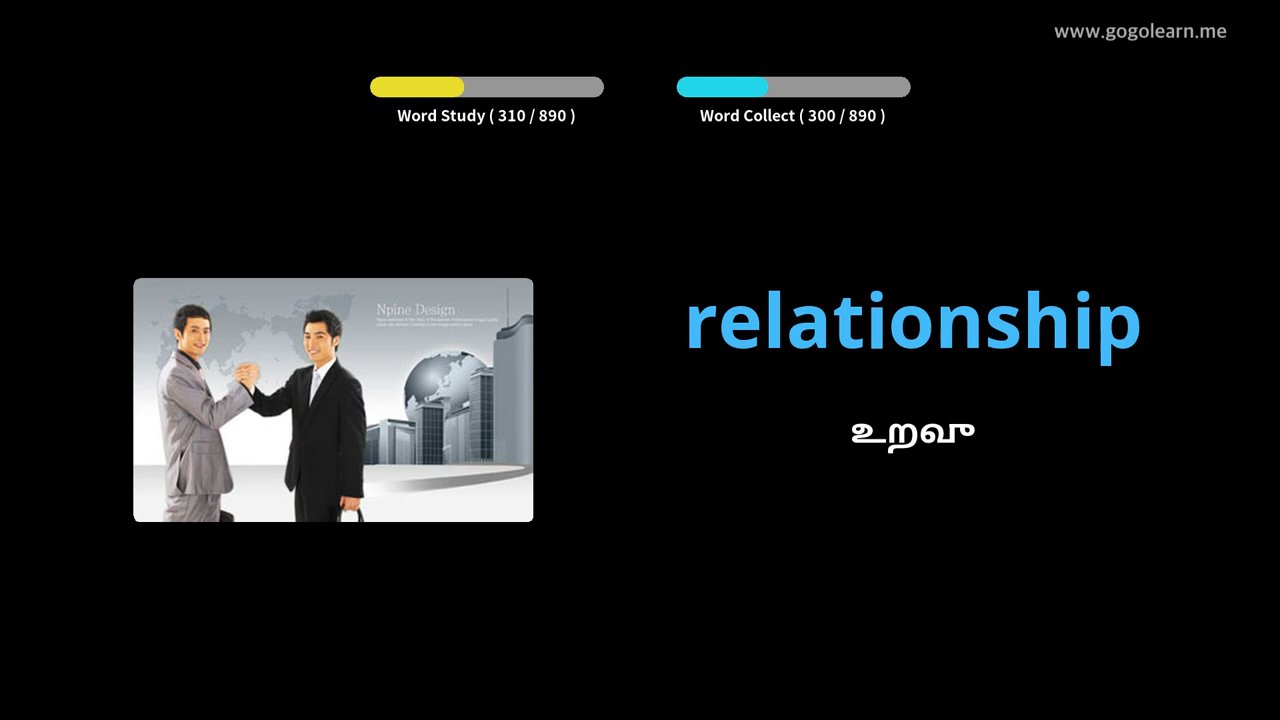 www.gogolearn.me
Word Study ( 310 / 890 )
Word Collect ( 300 / 890 )
Npine Design
relationship
உறவு